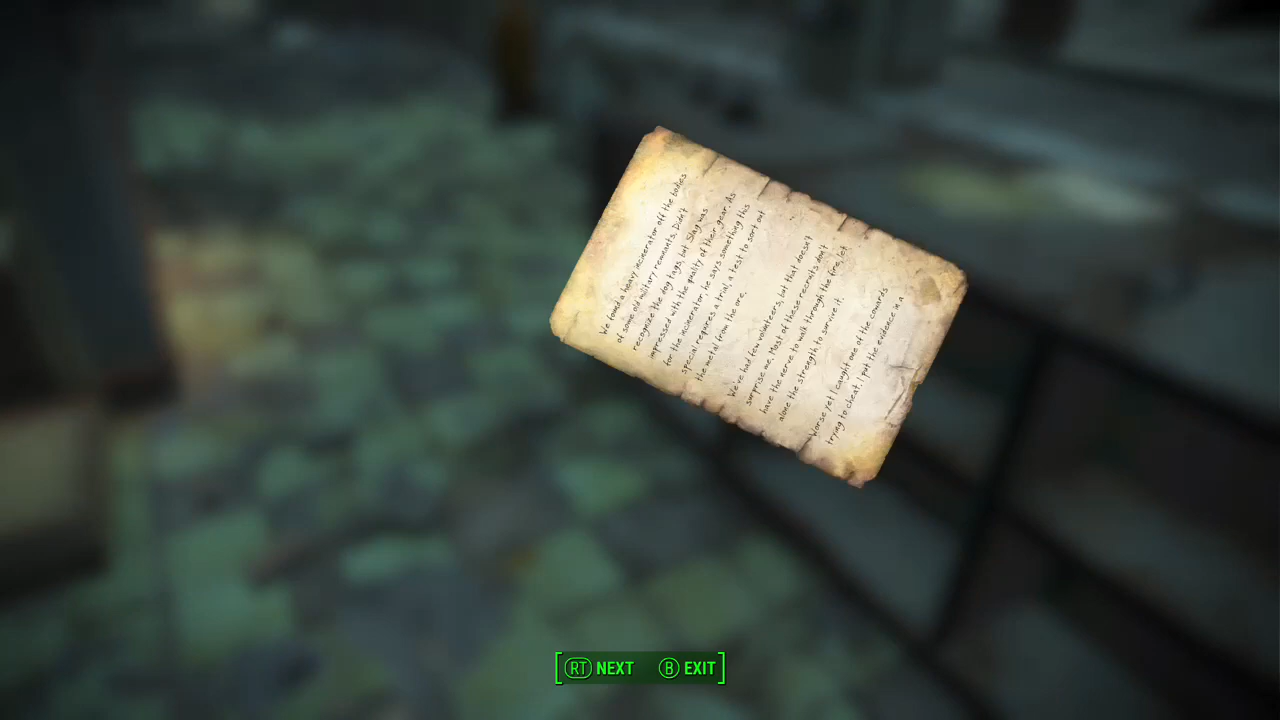 We found a heavy incinerator off the bodies
of some old military remnants. Didn't
recognize the dog tags, but Slag was
impressed with the quality of their gear. As
for the incinerator, he says something this
special requires a trial, a test to sort out
the metal from the ore.
We've had few volunteers, but that doesn't
surprise me. Most of these recruits don't
have the nerve to walk through the fire, let
alone the strength to survive it.
Worse yet I caught one of the cowards
trying to cheat. I put the evidence in a
RT NEXT B EXIT